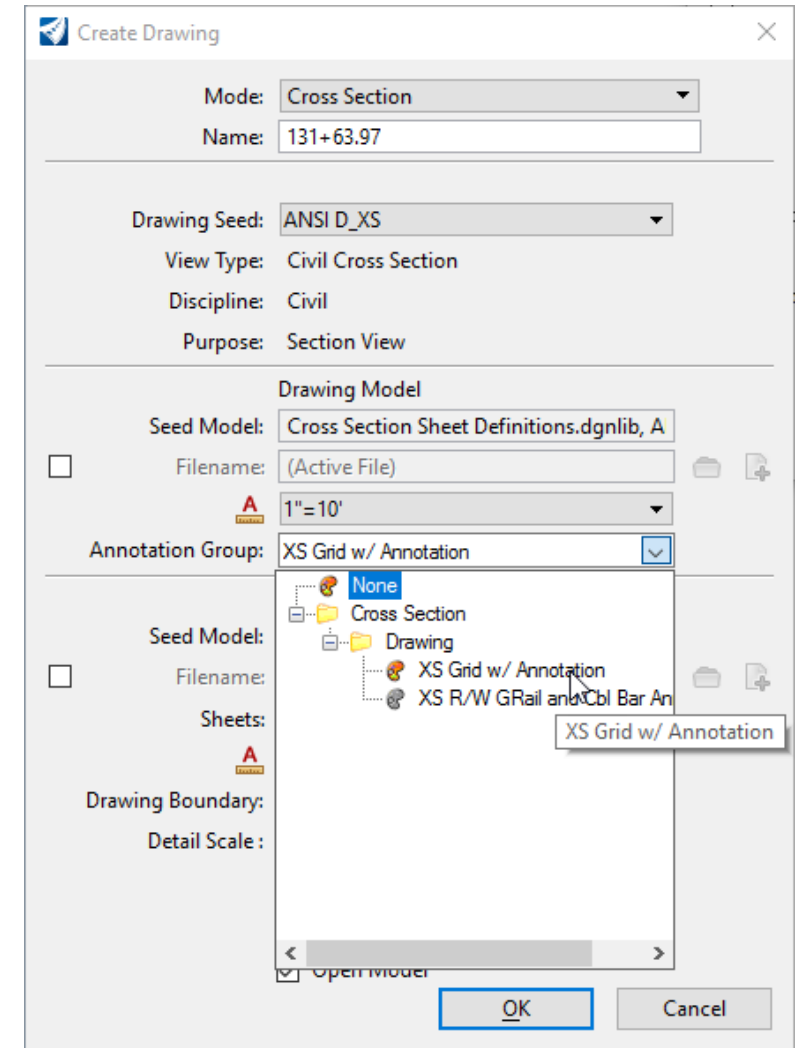 Create Drawing
Mode: Cross Section
Name: 131+63.97
Drawing Seed: ANSI D_XS
View Type: Civil Cross Section
Discipline: Civil
Purpose: Section View
Drawing Model
Seed Model: Cross Section Sheet Definitions.dgnlib, A
Filename: (Active File)
A 1"=10'
Annotation Group: XS Grid w/ Annotation
None
Cross Section
Seed Model: Drawing
Filename: XS Grid w/ Annotation
XS R/W GRail and Cbl Bar An
Sheets: XS Grid w/ Annotation
A
Drawing Boundary:
Detail Scale :
Open Model
OK Cancel